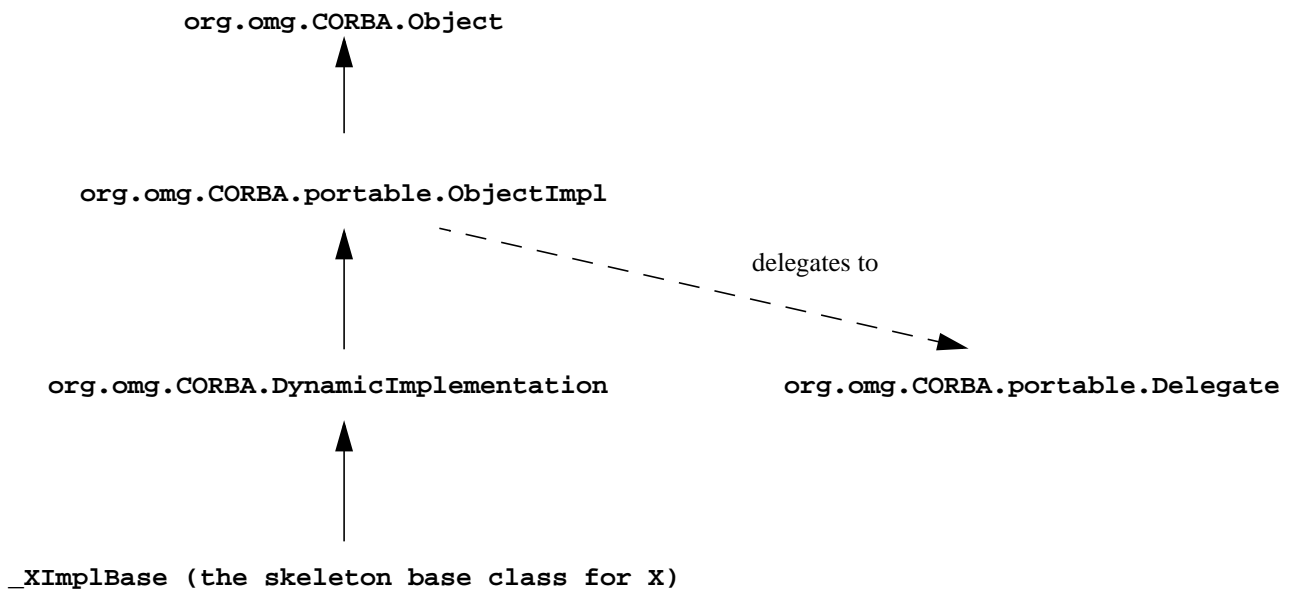 org.omg.CORBA.Object
org.omg.CORBA.portable.ObjectImpl
delegates to
org.omg.CORBA.DynamicImplementation
org.omg.CORBA.portable.Delegate
_XImplBase (the skeleton base class for X)